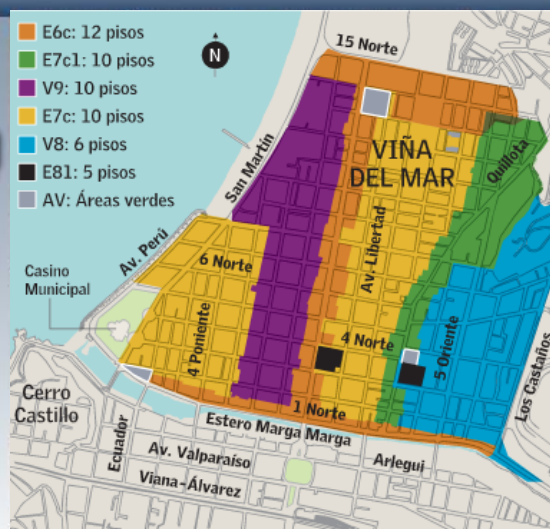 E6c: 12 pisos
E7c1: 10 pisos
V9: 10 pisos
E7c: 10 pisos
V8: 6 pisos
E81: 5 pisos
AV: Áreas verdes
N
15 Norte
San Martín
VIÑA
DEL MAR
Quillota
Av. Perú
6 Norte
Av. Libertad
Casino
Municipal
4 Poniente
4 Norte
5 Oriente
Los Castaños
Cerro
Castillo
1 Norte
Estero Marga Marga
Ecuador
Av. Valparaíso
Arlegui
Viana-Álvarez